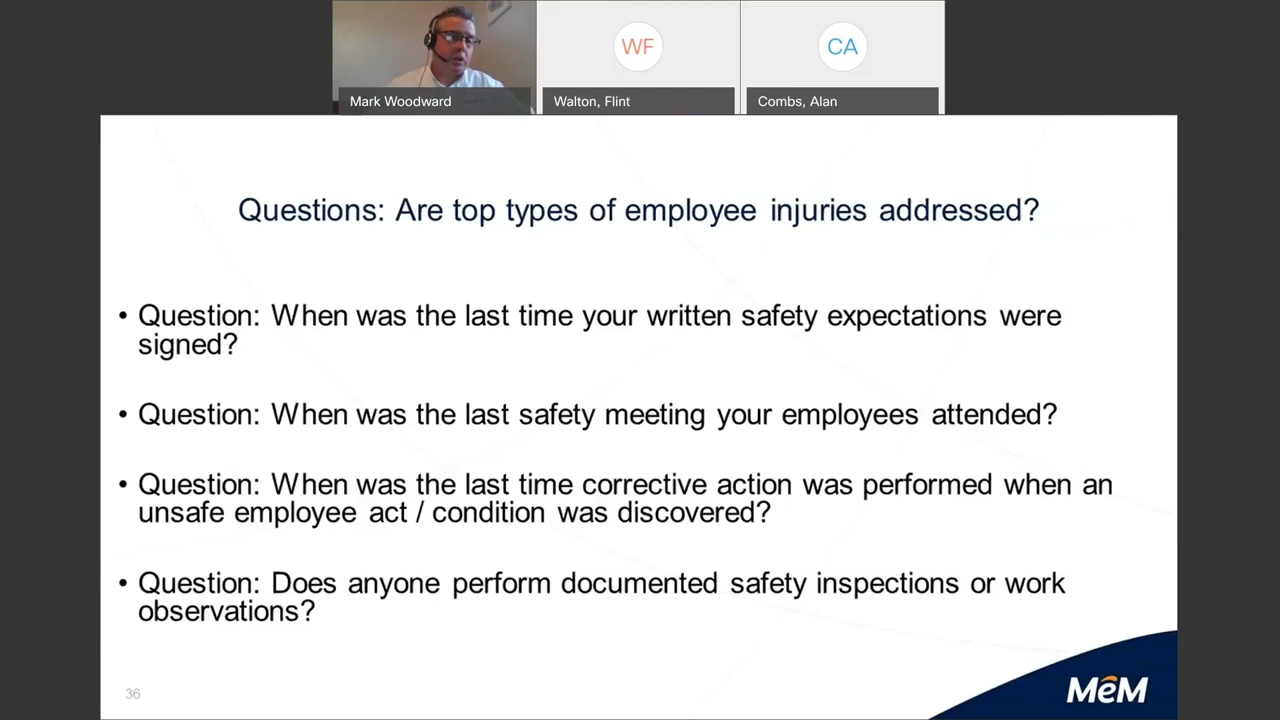 WF
CA
Mark Woodward
Walton, Flint
Combs, Alan
Questions: Are top types of employee injuries addressed?
• Question: When was the last time your written safety expectations were
signed?
• Question: When was the last safety meeting your employees attended?
• Question: When was the last time corrective action was performed when an
unsafe employee act / condition was discovered?
• Question: Does anyone perform documented safety inspections or work
observations?
36
MEM